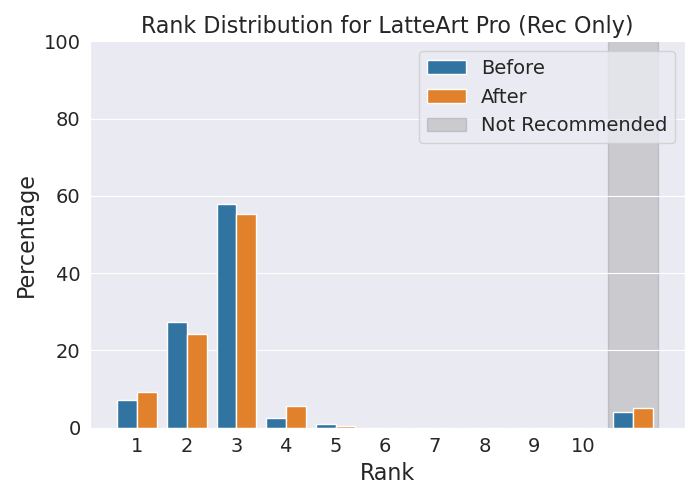 Rank Distribution for LatteArt Pro (Rec Only)
Percentage
100
80
60
40
20
0
Before
After
Not Recommended
1 2 3 4 5 6 7 8 9 10
Rank